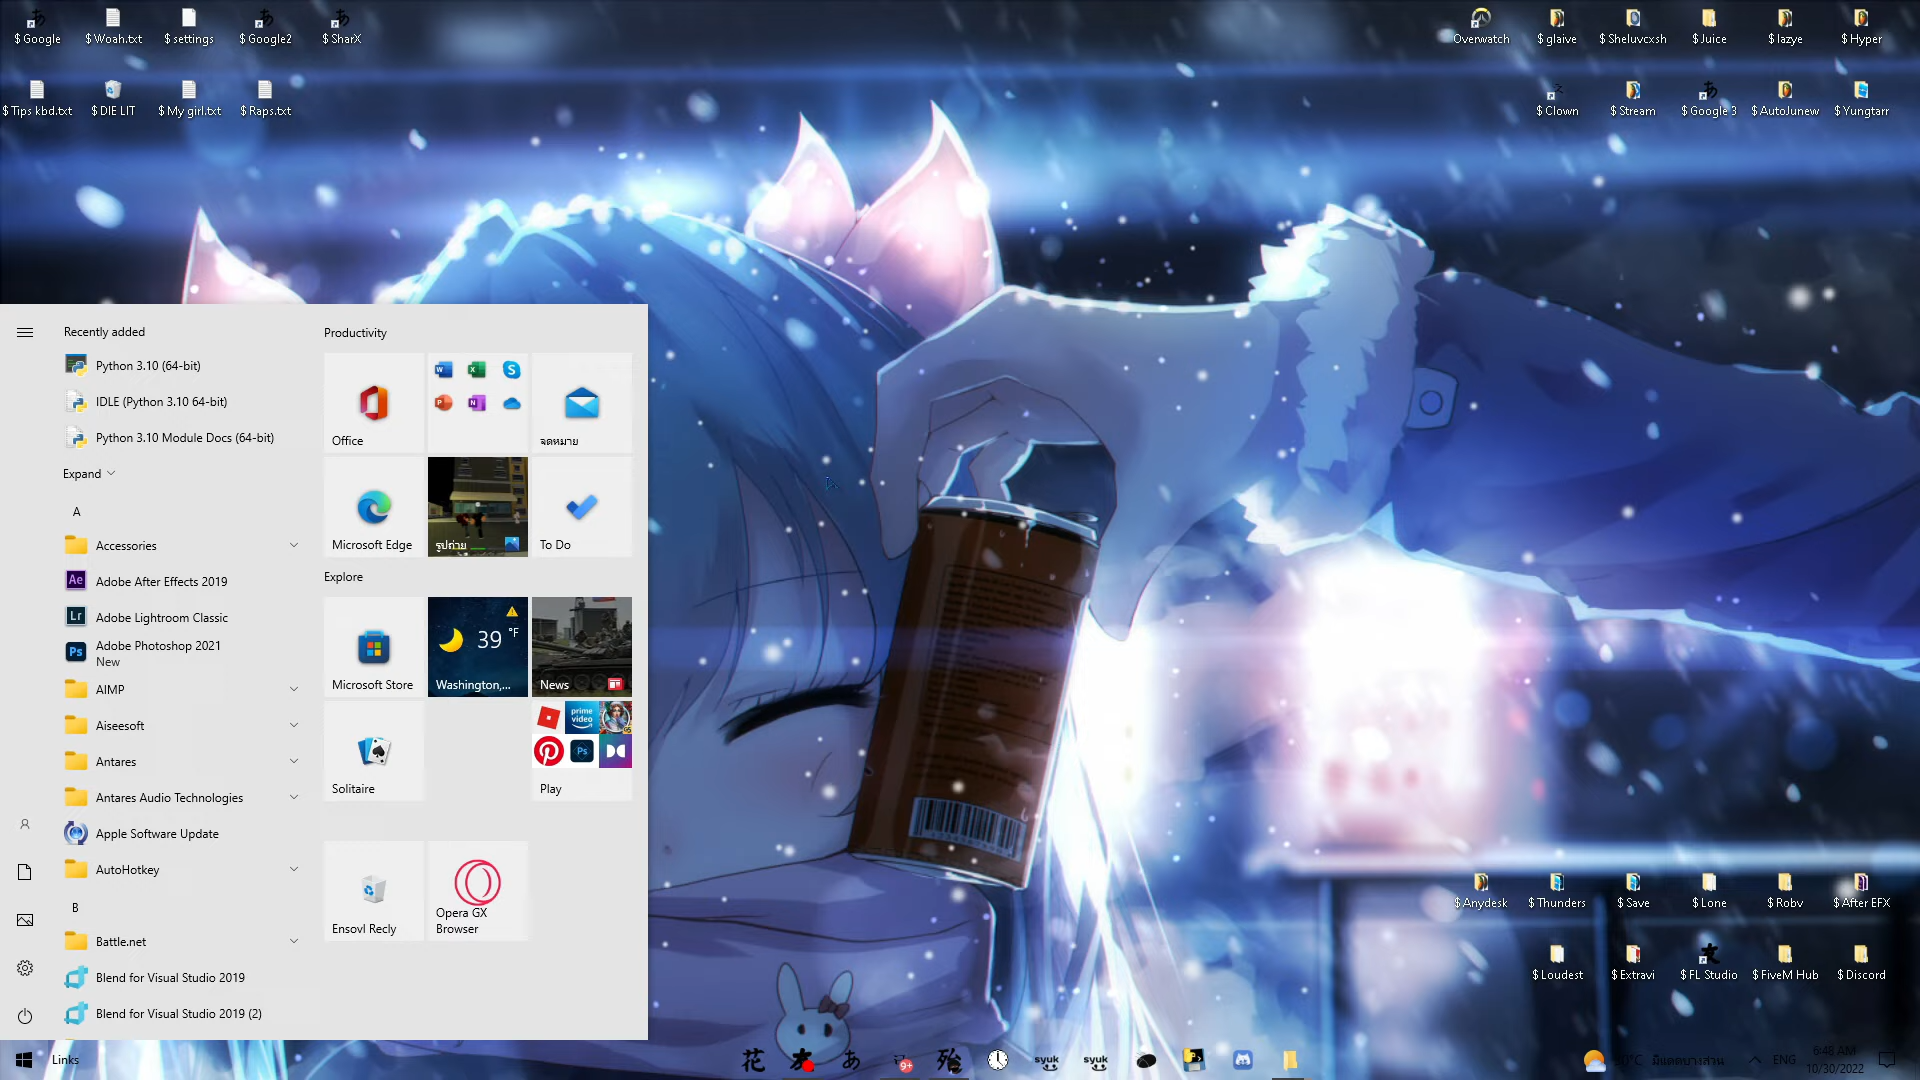 $ Google
$ Woah.txt
$ settings
$ Google2
$ SharX
Overwatch
$ glaive
$ Sheluvcxsh
$ Juice
$ lazye
$ Hyper
$ Tips kbd.txt
$ DIE LIT
$ My girl.txt
$ Raps.txt
$ Clown
$ Stream
$ Google 3
$ AutoJunew
$ Yungtarr
Recently added
Python 3.10 (64-bit)
IDLE (Python 3.10 64-bit)
Python 3.10 Module Docs (64-bit)
Expand
A
Accessories
Adobe After Effects 2019
Adobe Lightroom Classic
Adobe Photoshop 2021
New
AIMP
Aiseesoft
Antares
Antares Audio Technologies
Apple Software Update
AutoHotkey
B
Battle.net
Blend for Visual Studio 2019
Blend for Visual Studio 2019 (2)
Productivity
Office
จดหมาย
Microsoft Edge
รูปถ่าย
To Do
Explore
Microsoft Store
39 °F
Washington,...
News
Solitaire
prime video
Play
Ensovl Recly
Opera GX
Browser
$ Anydesk
$ Thunders
$ Save
$ Lone
$ Robv
$ After EFX
$ Loudest
$ Extravi
$ FL Studio
$ FiveM Hub
$ Discord
Links
花
あ
9+
殆
syuk
syuk
มีแดดบางส่วน
ENG
6:48 AM
10/30/2022